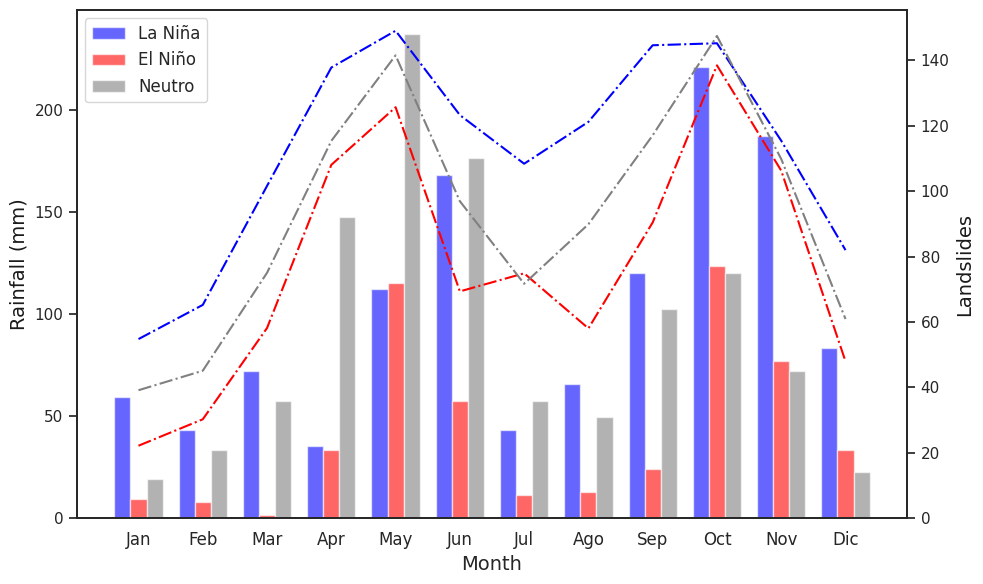 La Niña
El Niño
Neutro
Rainfall (mm)
200
150
100
50
0
Landslides
140
120
100
80
60
40
20
0
Jan Feb Mar Apr May Jun Jul Ago Sep Oct Nov Dic
Month